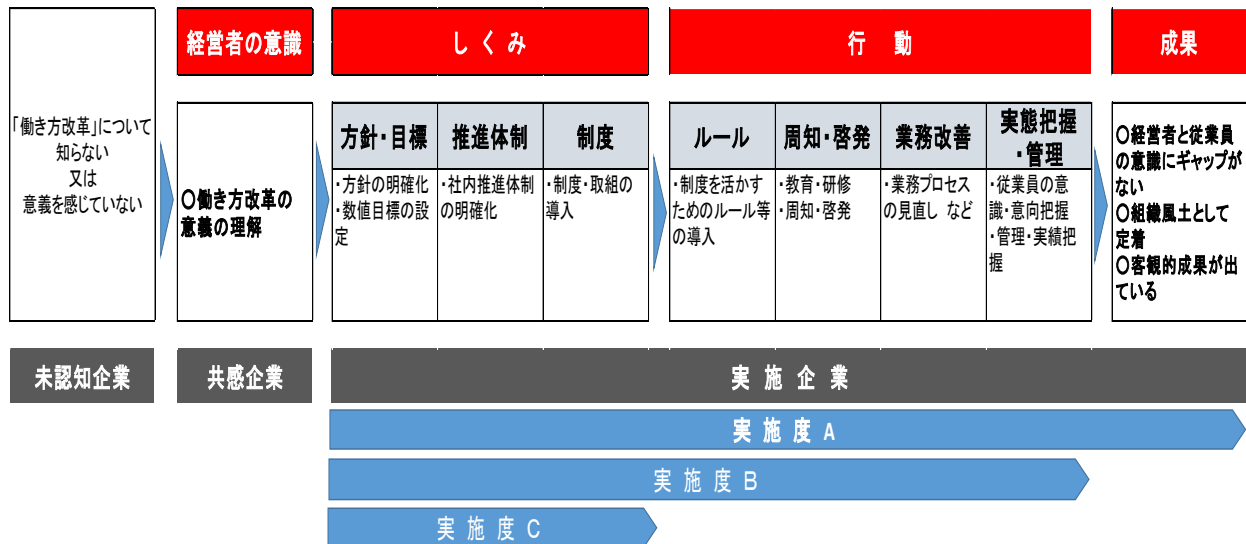 経営者の意識
しくみ
行動
成果
「働き方改革」について
知らない
又は
意義を感じていない
〇働き方改革の
意義の理解
方針・目標
・方針の明確化
・数値目標の設
定
推進体制
・社内推進体制
の明確化
制度
・制度・取組の
導入
ルール
・制度を活かす
ためのルール等
の導入
周知・啓発
・教育・研修
・周知・啓発
業務改善
・業務プロセス
の見直し など
実態把握
・管理
・従業員の意
識・意向把握
・管理・実績把
握
〇経営者と従業員
の意識にギャップが
ない
〇組織風土として
定着
〇客観的成果が出
ている
未認知企業
共感企業
実施企業
実施度A
実施度B
実施度C